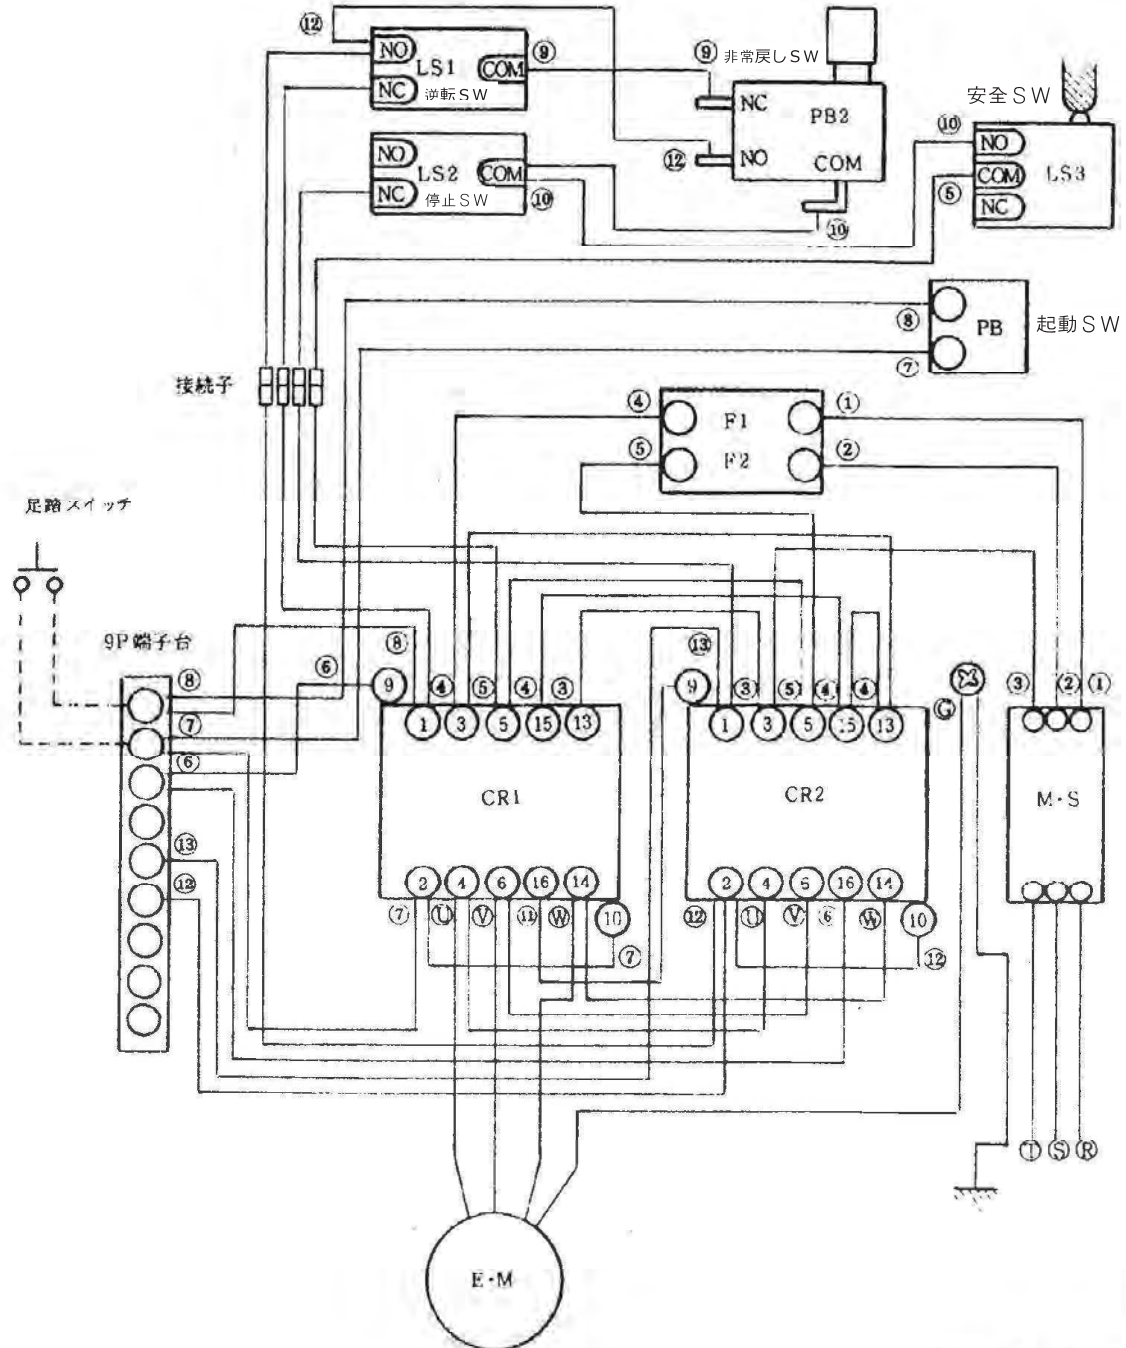 ⑫
NO
LS1
COM
⑨
NC
逆転SW
⑨
非常戻しSW
NC
PB2
⑫
NO
COM
⑩
安全SW
⑩
NO
COM
LS3
⑤
NC
NO
LS2
COM
NC
停止SW
⑩
⑧
PB
起動SW
⑦
接続子
④
F1
①
⑤
F2
②
足踏スイッチ
9P端子台
⑧
⑦
⑥
⑬
⑫
⑥
⑧
9
④
⑤
④
③
1
3
5
15
13
CR1
2
4
6
16
14
10
⑦
Ⓤ
Ⓥ
⑪
Ⓦ
⑦
⑬
9
③
⑤
④
④
1
3
5
15
13
CR2
2
4
6
16
14
10
⑫
Ⓤ
Ⓥ
⑥
Ⓦ
⑫
Ⓖ
③
②
①
M・S
Ⓣ
Ⓢ
Ⓡ
E・M